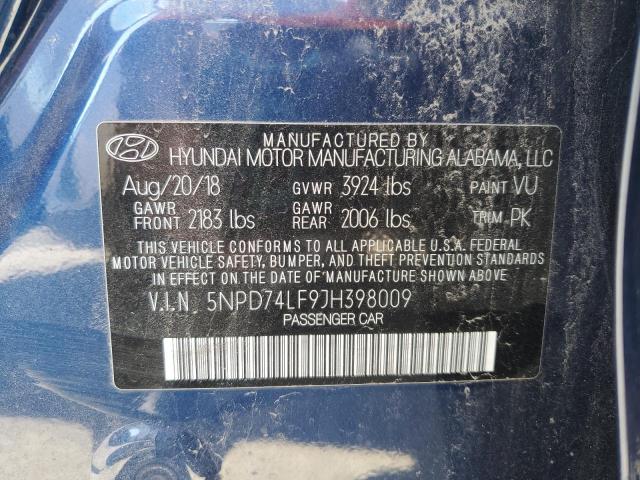 MANUFACTURED BY
HYUNDAI MOTOR MANUFACTURING ALABAMA, LLC
Aug/20/18 GVWR 3924 lbs PAINT VU
GAWR FRONT 2183 lbs GAWR REAR 2006 lbs TRIM PK
THIS VEHICLE CONFORMS TO ALL APPLICABLE U.S.A. FEDERAL
MOTOR VEHICLE SAFETY, BUMPER, AND THEFT PREVENTION STANDARDS
IN EFFECT ON THE DATE OF MANUFACTURE SHOWN ABOVE.
V.I.N 5NPD74LF9JH398009
PASSENGER CAR